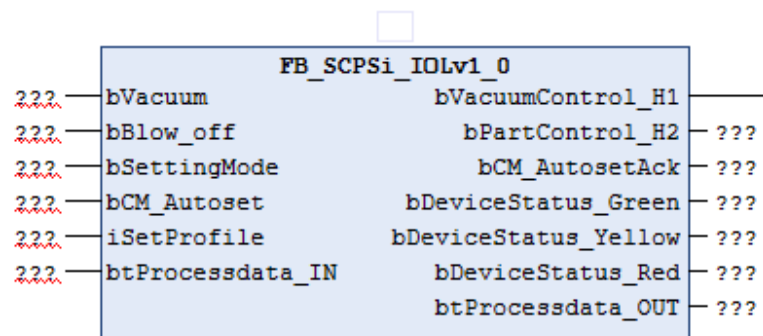 FB_SCPSi_IOLv1_0
??? bVacuum bVacuumControl_H1
??? bBlow_off bPartControl_H2 ???
??? bSettingMode bCM_AutosetAck ???
??? bCM_Autoset bDeviceStatus_Green ???
??? iSetProfile bDeviceStatus_Yellow ???
??? btProcessdata_IN bDeviceStatus_Red ???
btProcessdata_OUT ???